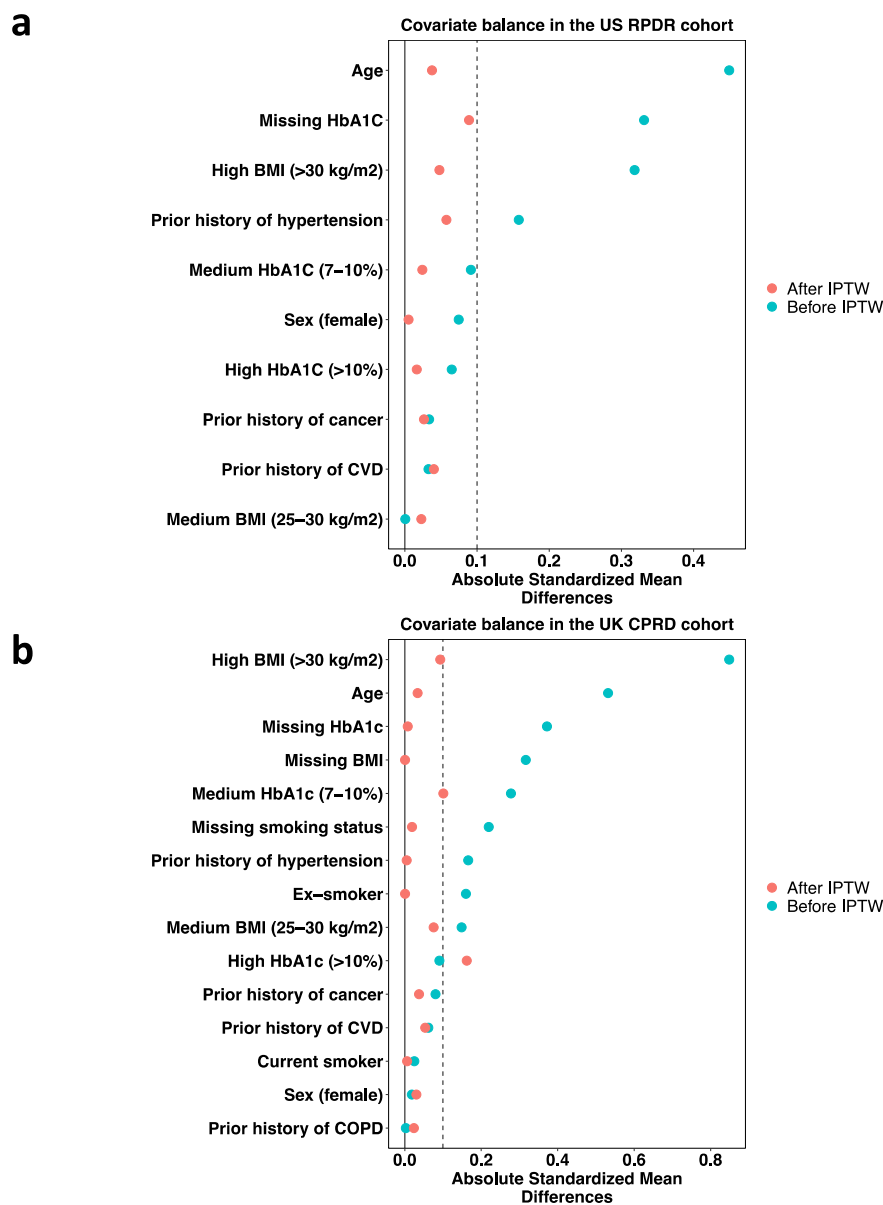 a
Covariate balance in the US RPDR cohort
Age
Missing HbA1C
High BMI (>30 kg/m2)
Prior history of hypertension
Medium HbA1C (7–10%)
Sex (female)
High HbA1C (>10%)
Prior history of cancer
Prior history of CVD
Medium BMI (25–30 kg/m2)
After IPTW
Before IPTW
0.0 0.1 0.2 0.3 0.4
Absolute Standardized Mean
Differences
b
Covariate balance in the UK CPRD cohort
High BMI (>30 kg/m2)
Age
Missing HbA1c
Missing BMI
Medium HbA1c (7–10%)
Missing smoking status
Prior history of hypertension
Ex–smoker
Medium BMI (25–30 kg/m2)
High HbA1c (>10%)
Prior history of cancer
Prior history of CVD
Current smoker
Sex (female)
Prior history of COPD
After IPTW
Before IPTW
0.0 0.2 0.4 0.6 0.8
Absolute Standardized Mean
Differences